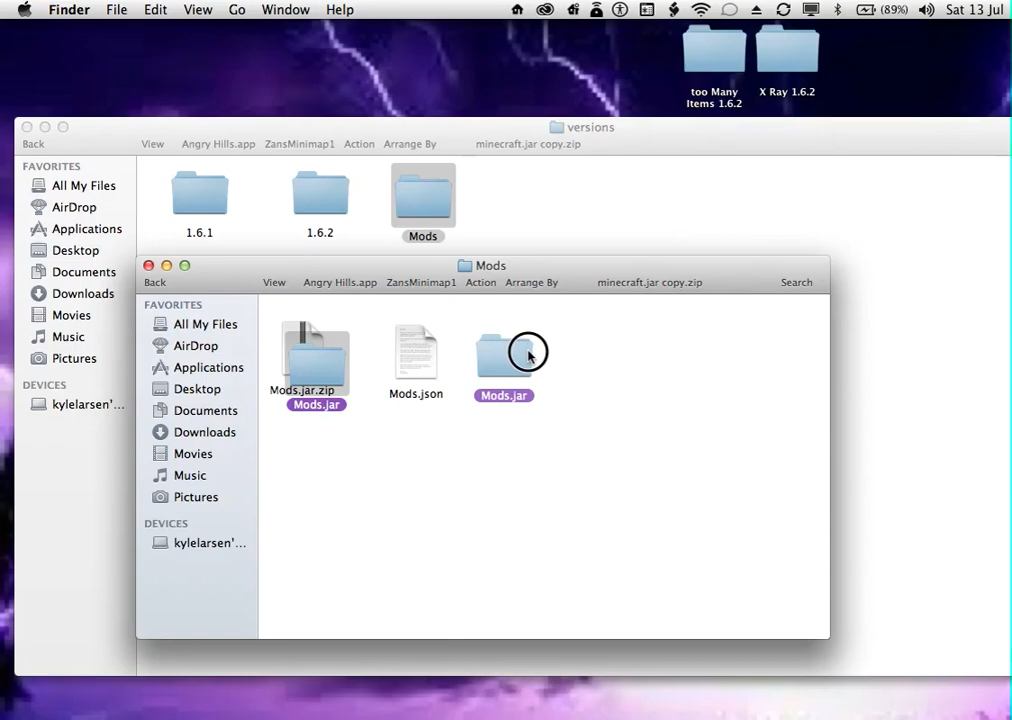 Finder File Edit View Go Window Help (89%) Sat 13 Jul
too Many
Items 1.6.2
X Ray 1.6.2
versions
Back View Angry Hills.app ZansMinimap1 Action Arrange By minecraft.jar copy.zip
FAVORITES
All My Files
AirDrop
Applications
Desktop
Documents
Downloads
Movies
Music
Pictures
DEVICES
kylelarsen'...
1.6.1
1.6.2
Mods
Mods
Back View Angry Hills.app ZansMinimap1 Action Arrange By minecraft.jar copy.zip Search
FAVORITES
All My Files
AirDrop
Applications
Desktop
Documents
Downloads
Movies
Music
Pictures
DEVICES
kylelarsen'...
Mods.jar.zip
Mods.jar
Mods.json
Mods.jar